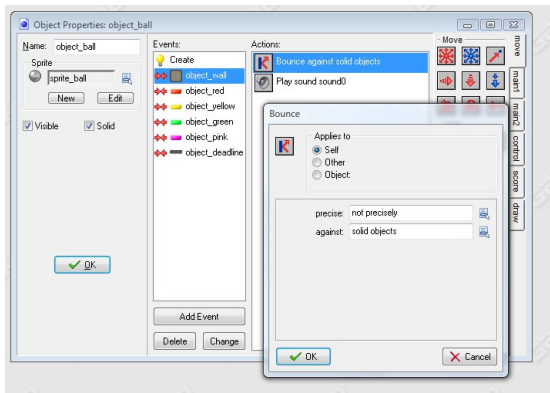 Object Properties: object_ball
Name: object_ball
Sprite
sprite_ball
New Edit
Visible Solid
OK
Events:
Create
object_wall
object_red
object_yellow
object_green
object_pink
object_deadline
Add Event
Delete Change
Actions:
Bounce against solid objects
Play sound sound0
Move
move
main1
main2
control
score
draw
Bounce
Applies to
Self
Other
Object:
precise: not precisely
against: solid objects
OK Cancel